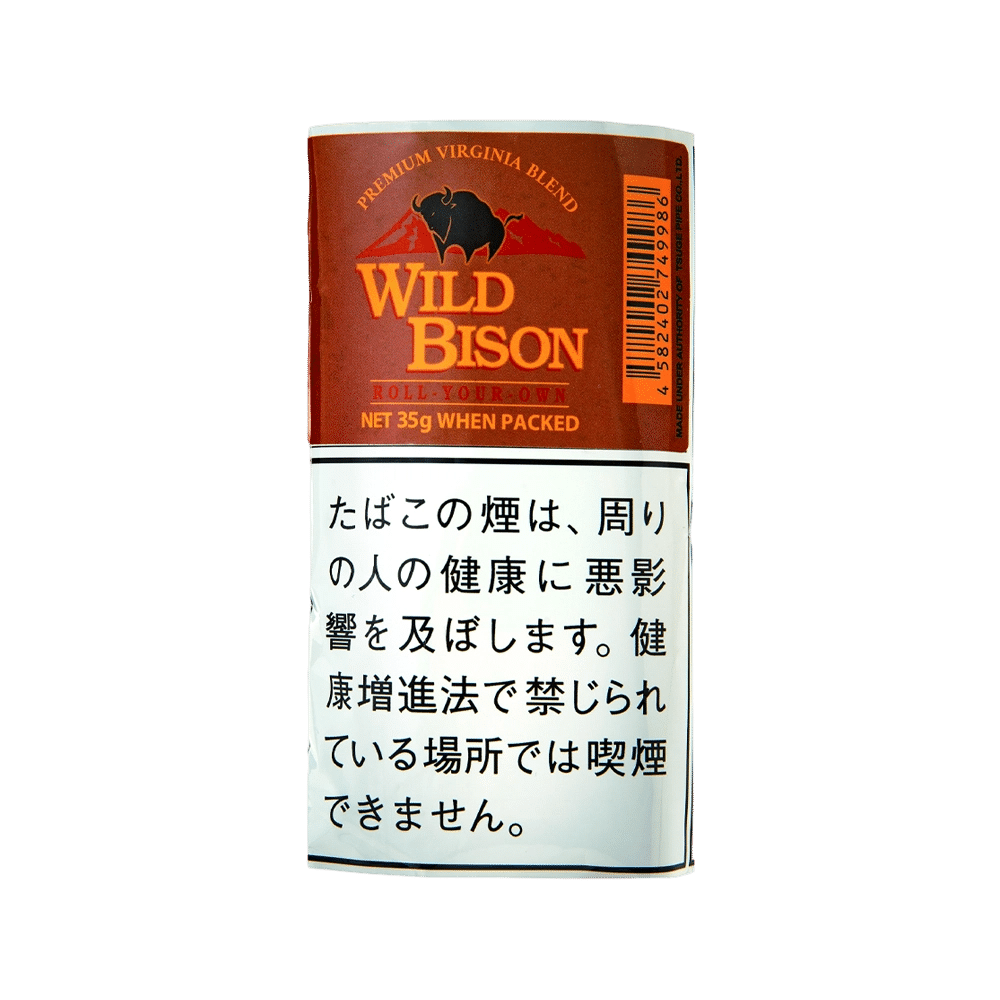 PREMIUM VIRGINIA BLEND
WILD
BISON
ROLL-YOUR-OWN
NET 35g WHEN PACKED
4 582402 749986
MADE UNDER AUTHORITY OF TSUGE PIPE CO.,LTD.
たばこの煙は、周り
の人の健康に悪影
響を及ぼします。健
康増進法で禁じられ
ている場所では喫煙
できません。